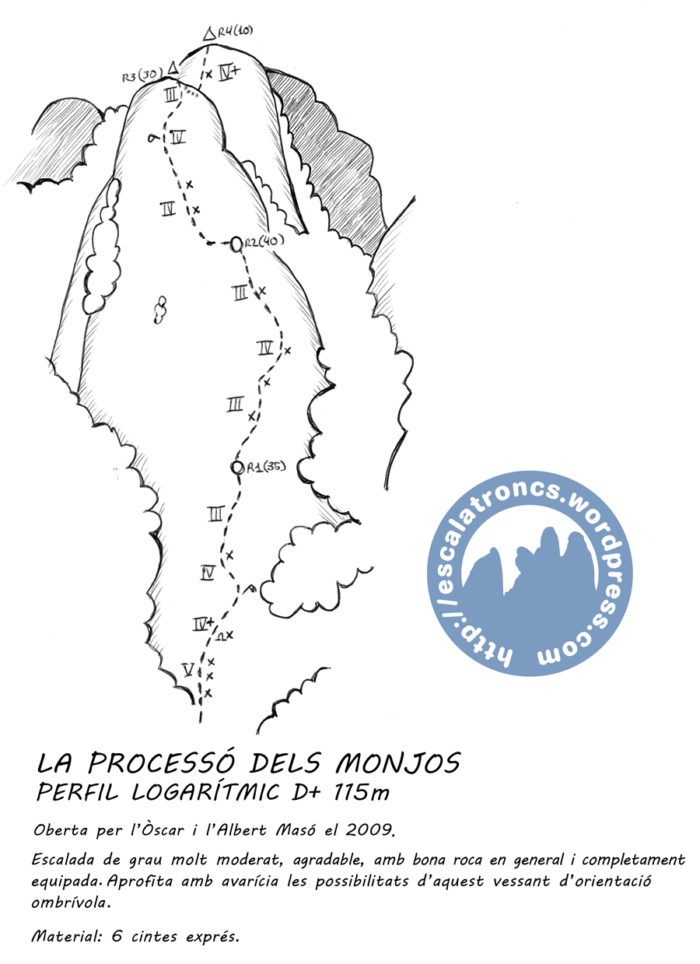 R4(10)
IV+
R3(30)
III
IV
IV
R2(40)
III
IV
III
R1(35)
III
IV
IV+
V
http://escalatroncs.wordpress.com
LA PROCESSÓ DELS MONJOS
PERFIL LOGARÍTMIC D+ 115m
Oberta per l'Òscar i l'Albert Masó el 2009.
Escalada de grau molt moderat, agradable, amb bona roca en general i completament
equipada. Aprofita amb avarícia les possibilitats d'aquest vessant d'orientació
ombrívola.
Material: 6 cintes exprés.